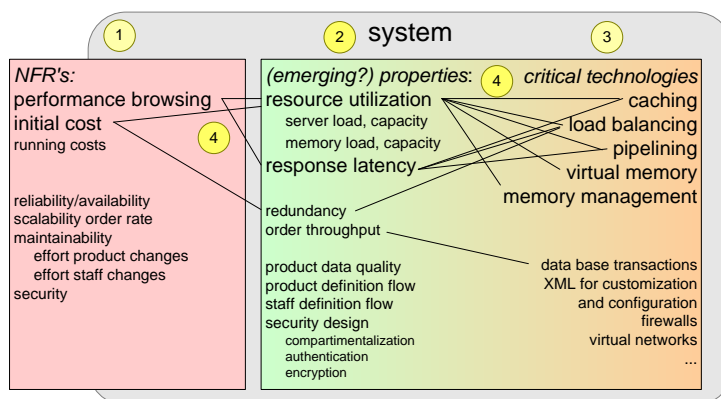 system
1
2
3
NFR's:
performance browsing
initial cost
running costs
4
reliability/availability
scalability order rate
maintainability
effort product changes
effort staff changes
security
(emerging?) properties:
resource utilization
server load, capacity
memory load, capacity
response latency
redundancy
order throughput
product data quality
product definition flow
staff definition flow
security design
compartimentalization
authentication
encryption
4
critical technologies
caching
load balancing
pipelining
virtual memory
memory management
data base transactions
XML for customization
and configuration
firewalls
virtual networks
...